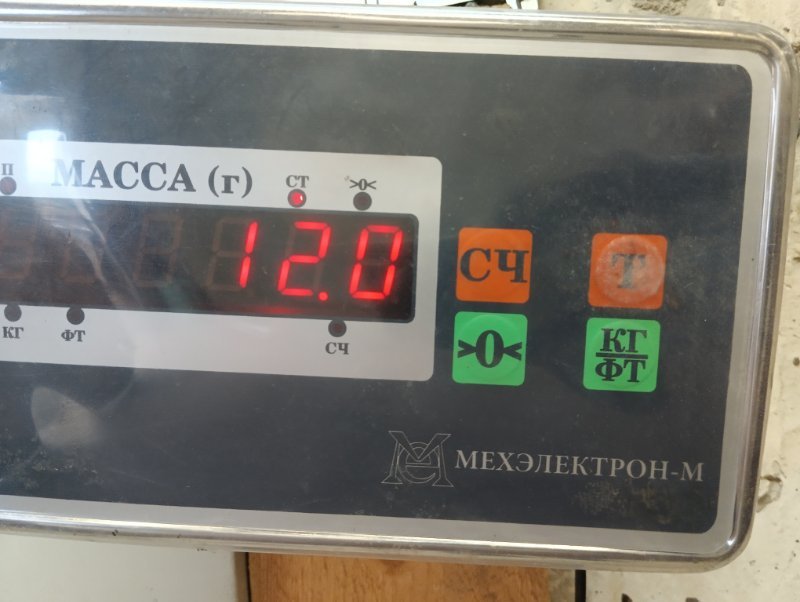 П
МАССА (г)
СТ
>0<
12.0
КГ
ФТ
СЧ
СЧ
Т
>0<
КГ
ФТ
МЕХЭЛЕКТРОН-М